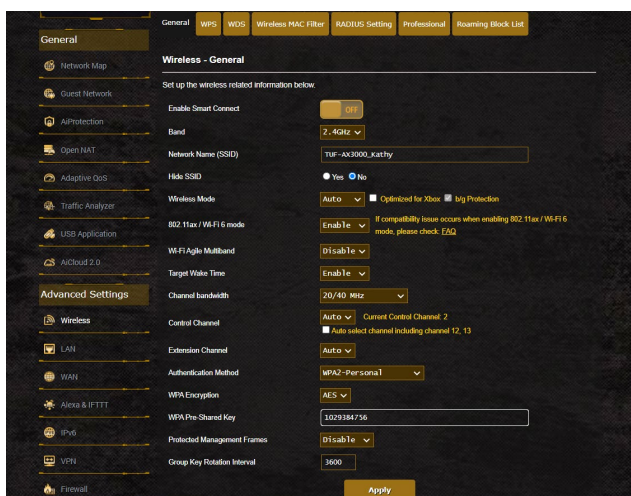 General WPS WDS Wireless MAC Filter RADIUS Setting Professional Roaming Block List
General
Network Map
Guest Network
AiProtection
Open NAT
Adaptive QoS
Traffic Analyzer
USB Application
AiCloud 2.0
Advanced Settings
Wireless
LAN
WAN
Alexa & IFTTT
IPv6
VPN
Firewall
Wireless - General
Set up the wireless related information below.
Enable Smart Connect OFF
Band 2.4GHz
Network Name (SSID) TUF-AX3000_Kathy
Hide SSID Yes No
Wireless Mode Auto Optimized for Xbox b/g Protection
802.11ax / Wi-Fi 6 mode Enable If compatibility issue occurs when enabling 802.11ax / Wi-Fi 6
mode, please check: FAQ
Wi-Fi Agile Multiband Disable
Target Wake Time Enable
Channel bandwidth 20/40 MHz
Control Channel Auto Current Control Channel: 2
Auto select channel including channel 12, 13
Extension Channel Auto
Authentication Method WPA2-Personal
WPA Encryption AES
WPA Pre-Shared Key 1029384756
Protected Management Frames Disable
Group Key Rotation Interval 3600
Apply